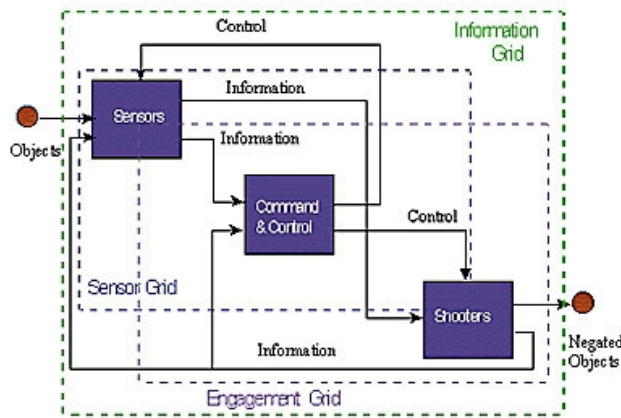 Control
Information
Grid
Information
Sensors
Objects
Information
Command
& Control
Control
Sensor Grid
Shooters
Information
Negated
Objects
Engagement Grid